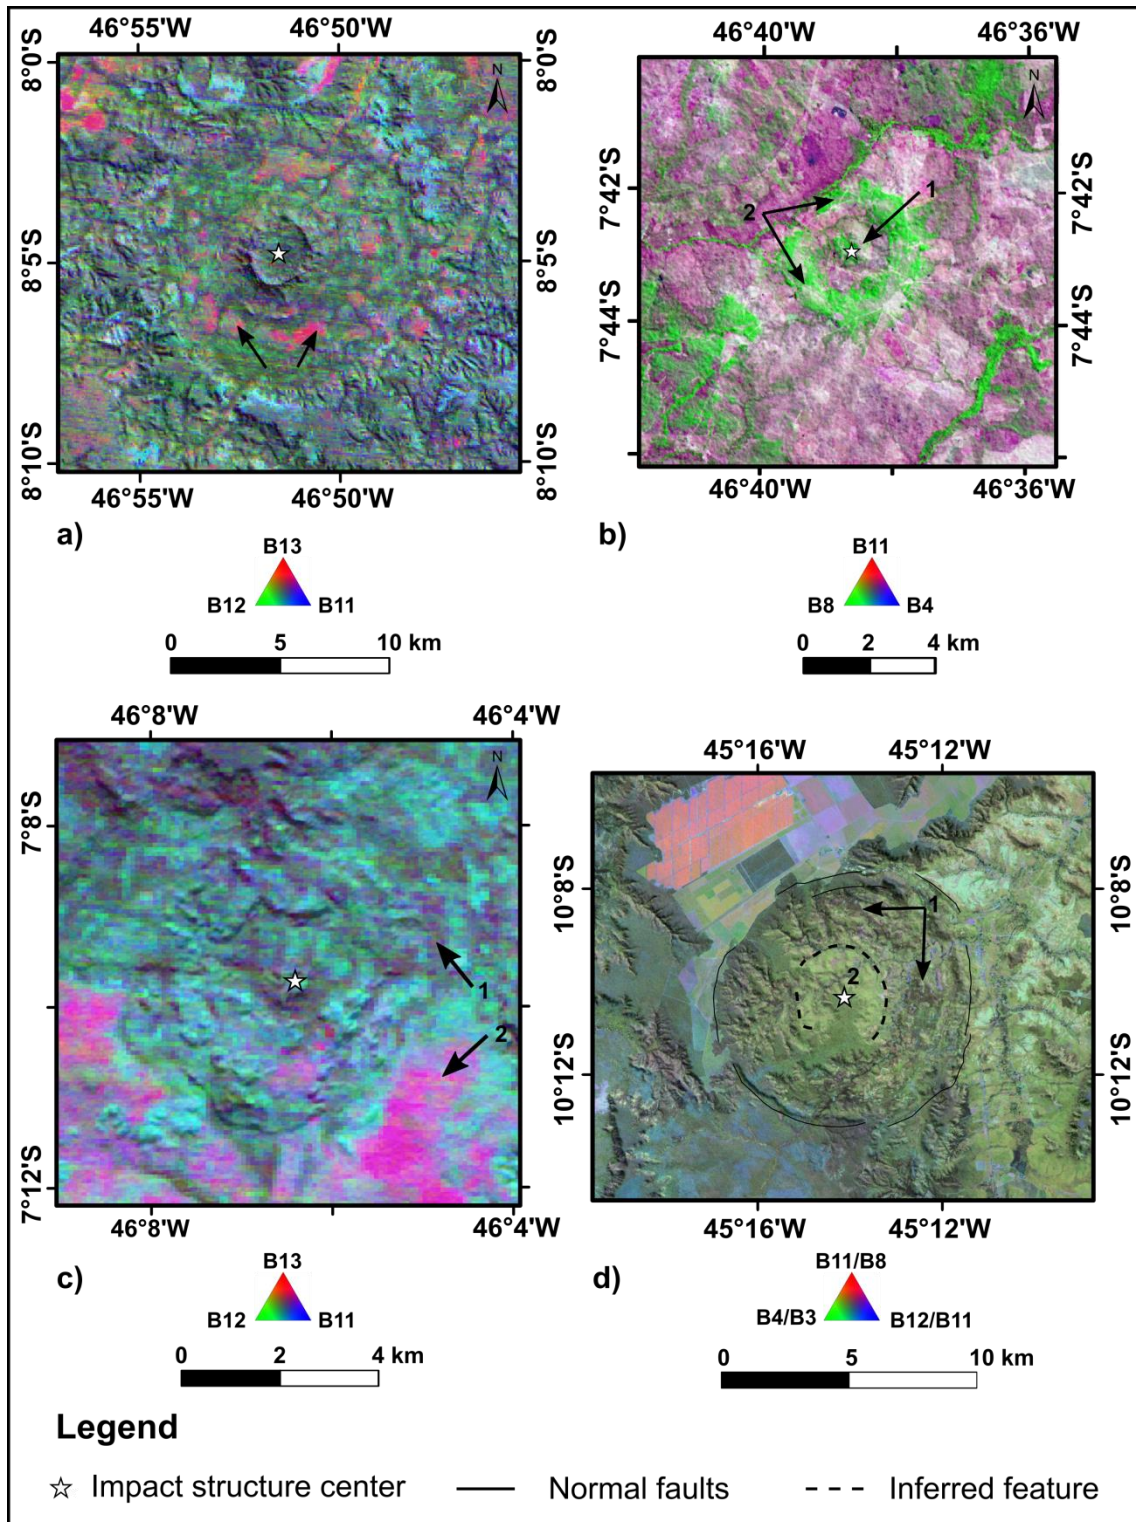 46°55'W 46°50'W
8°0'S
8°0'S
N
8°5'S
8°5'S
8°10'S
8°10'S
46°55'W 46°50'W
a)
B13
B12 B11
0 5 10 km
46°40'W 46°36'W
N
7°42'S
7°42'S
1
2
7°44'S
7°44'S
46°40'W 46°36'W
b)
B11
B8 B4
0 2 4 km
46°8'W 46°4'W
N
7°8'S
1
2
7°12'S
46°8'W 46°4'W
c)
B13
B12 B11
0 2 4 km
45°16'W 45°12'W
10°8'S
10°8'S
1
2
10°12'S
10°12'S
45°16'W 45°12'W
d)
B11/B8
B4/B3 B12/B11
0 5 10 km
Legend
Impact structure center Normal faults Inferred feature